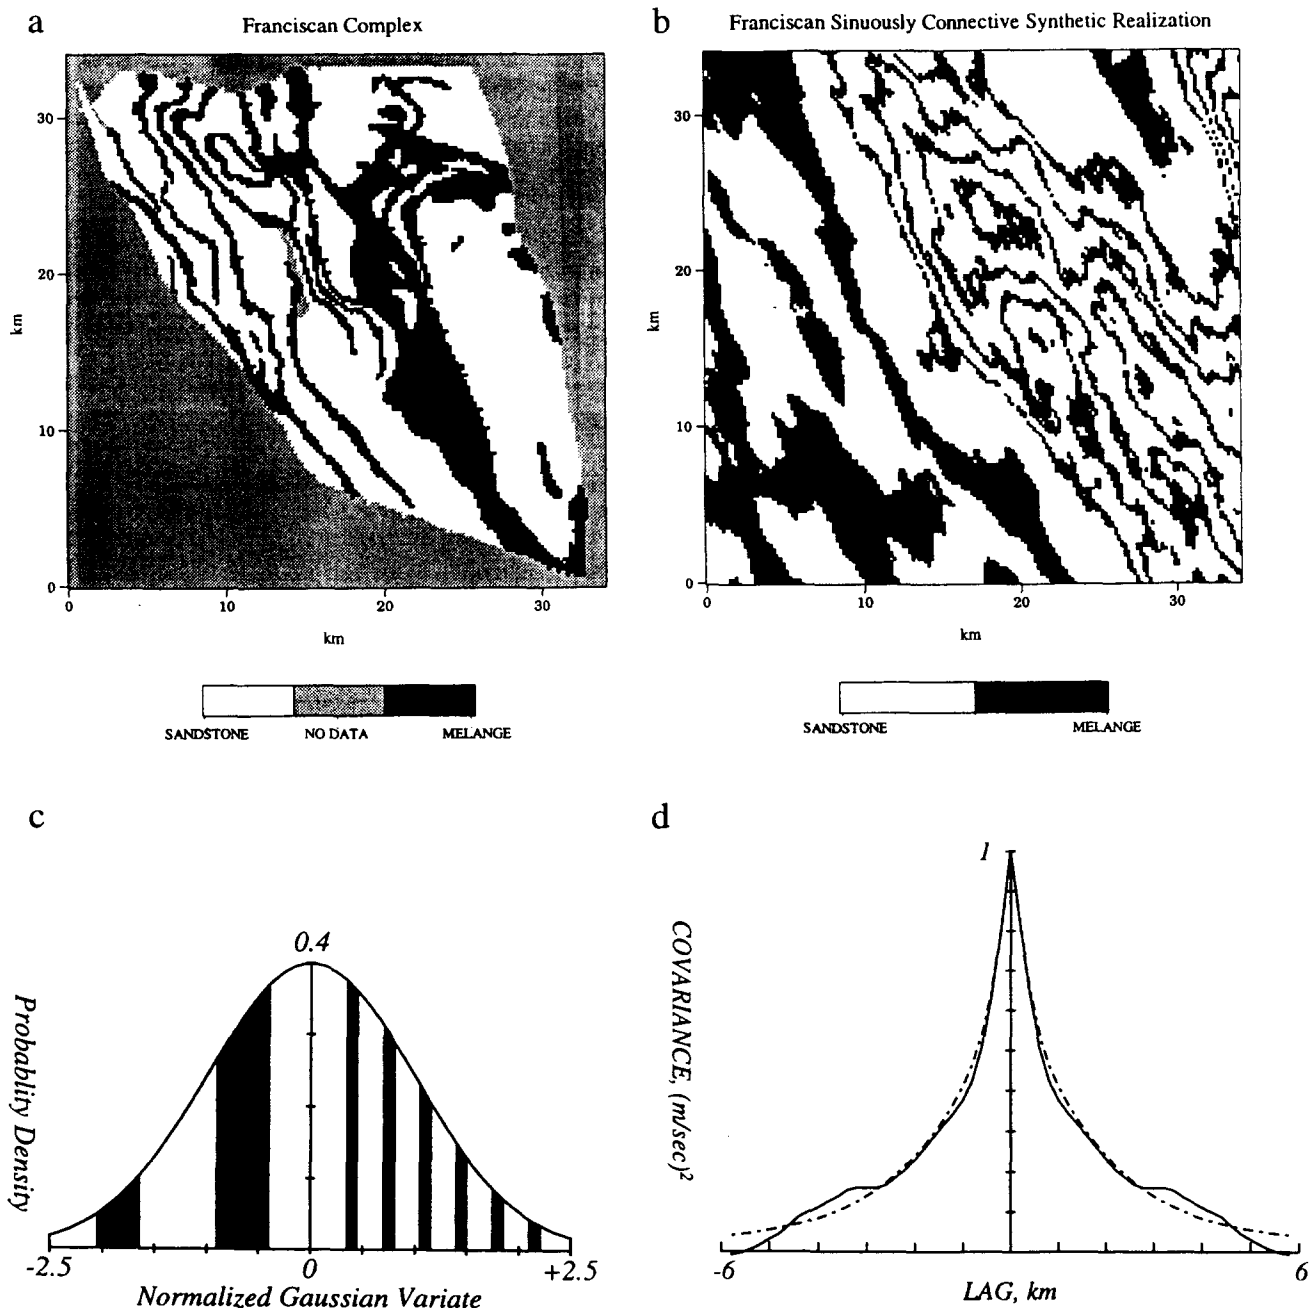 a
Franciscan Complex
km
30
20
10
0
0 10 20 30
km
SANDSTONE NO DATA MELANGE
b
Franciscan Sinuously Connective Synthetic Realization
km
30
20
10
0
0 10 20 30
km
SANDSTONE MELANGE
c
0.4
Probablity Density
-2.5 0 +2.5
Normalized Gaussian Variate
d
1
COVARIANCE, (m/sec)2
-6 6
LAG, km